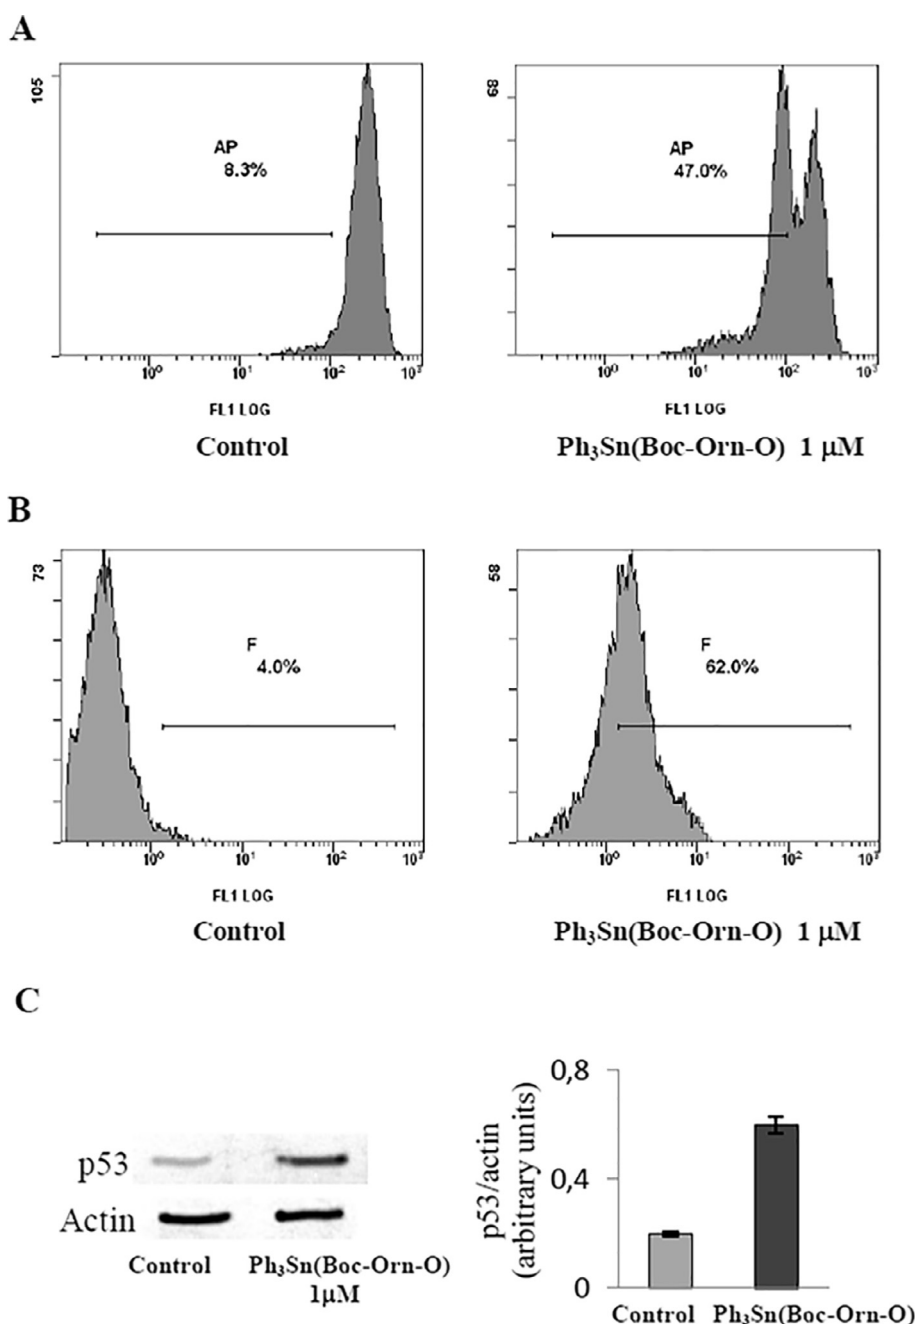 A
105
AP
8.3%
10⁰ 10¹ 10² 10³
FL1 LOG
Control
68
AP
47.0%
10⁰ 10¹ 10² 10³
FL1 LOG
Ph₃Sn(Boc-Orn-O) 1 µM
B
73
F
4.0%
10⁰ 10¹ 10² 10³
FL1 LOG
Control
58
F
62.0%
10⁰ 10¹ 10² 10³
FL1 LOG
Ph₃Sn(Boc-Orn-O) 1 µM
C
p53
Actin
Control Ph₃Sn(Boc-Orn-O)
1µM
p53/actin
(arbitrary units)
0,8
0,4
0
Control Ph₃Sn(Boc-Orn-O)